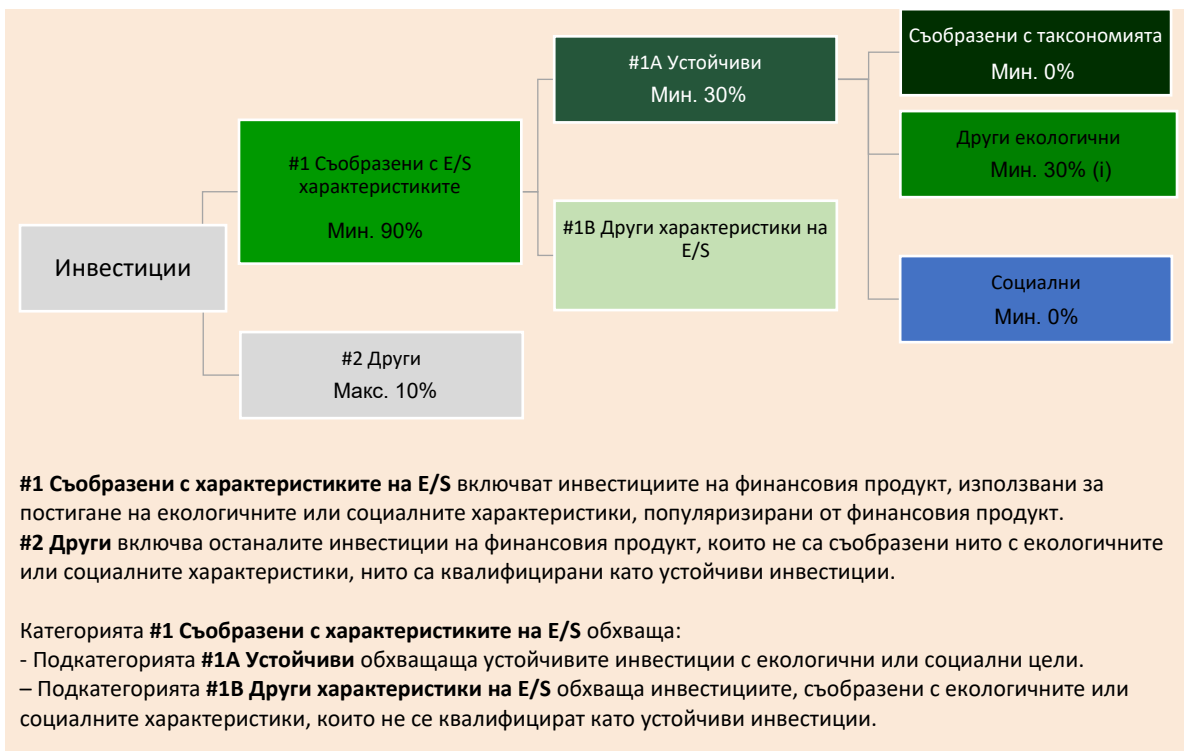 Инвестиции
#1 Съобразени с E/S
характеристиките
Мин. 90%
#2 Други
Макс. 10%
#1A Устойчиви
Мин. 30%
#1B Други характеристики на
E/S
Съобразени с таксономията
Мин. 0%
Други екологични
Мин. 30% (i)
Социални
Мин. 0%
#1 Съобразени с характеристиките на E/S включват инвестициите на финансовия продукт, използвани за
постигане на екологичните или социалните характеристики, популяризирани от финансовия продукт.
#2 Други включва останалите инвестиции на финансовия продукт, които не са съобразени нито с екологичните
или социалните характеристики, нито са квалифицирани като устойчиви инвестиции.
Категорията #1 Съобразени с характеристиките на E/S обхваща:
- Подкатегорията #1A Устойчиви обхващаща устойчивите инвестиции с екологични или социални цели.
– Подкатегорията #1B Други характеристики на E/S обхваща инвестициите, съобразени с екологичните или
социалните характеристики, които не се квалифицират като устойчиви инвестиции.